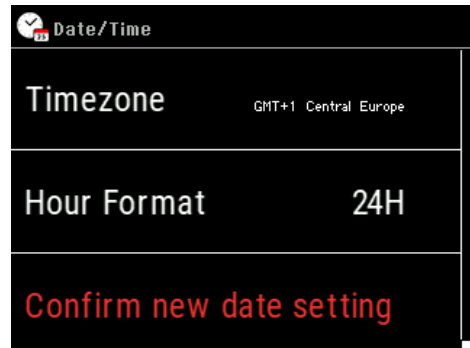 Date/Time
Timezone GMT+1 Central Europe
Hour Format 24H
Confirm new date setting